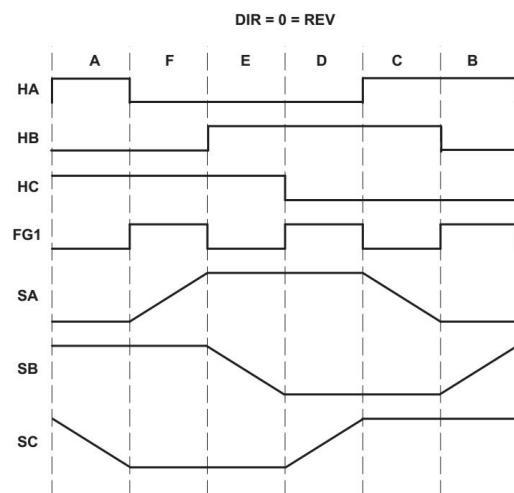 DIR = 0 = REV
A F E D C B
HA
HB
HC
FG1
SA
SB
SC